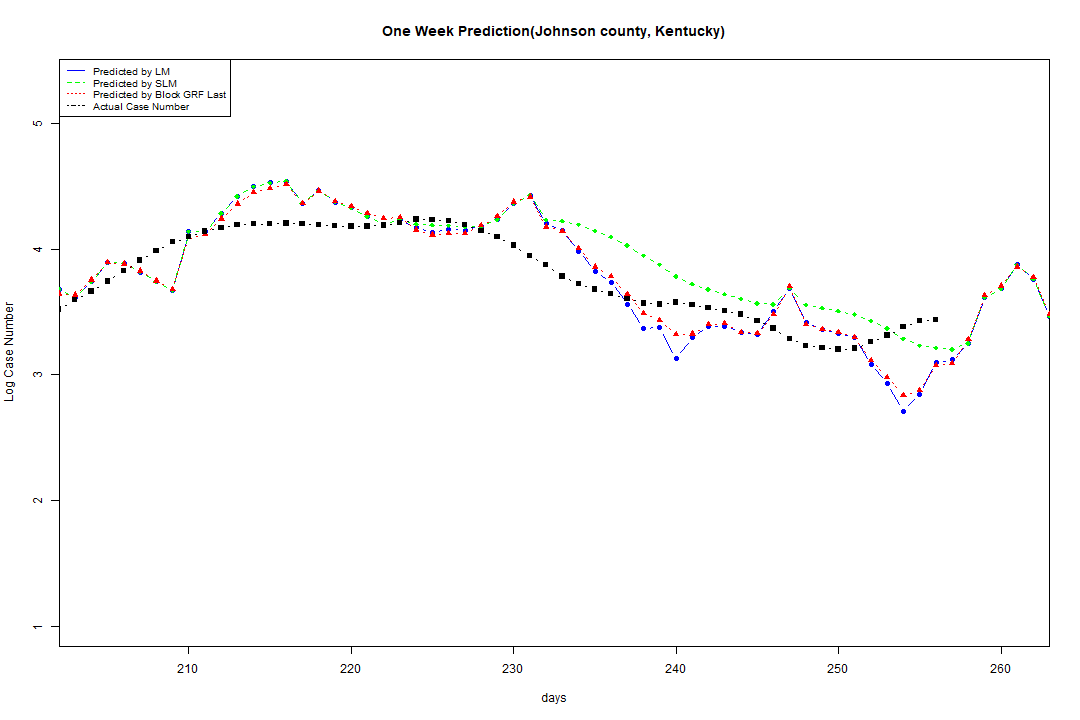 One Week Prediction(Johnson county, Kentucky)
Predicted by LM
Predicted by SLM
Predicted by Block GRF Last
Actual Case Number
5
4
3
2
1
Log Case Number
210 220 230 240 250 260
days